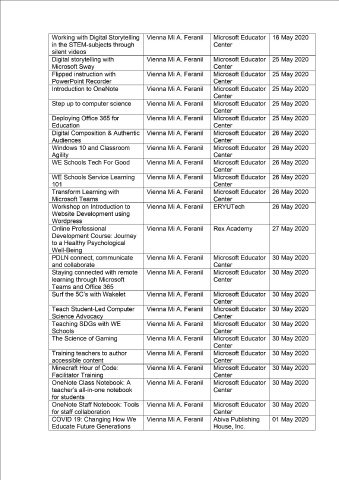 Working with Digital Storytelling Vienna Mi A. Feranil Microsoft Educator 16 May 2020
in the STEM-subjects through Center
silent videos
Digital storytelling with Vienna Mi A. Feranil Microsoft Educator 25 May 2020
Microsoft Sway Center
Flipped instruction with Vienna Mi A. Feranil Microsoft Educator 25 May 2020
PowerPoint Recorder Center
Introduction to OneNote Vienna Mi A. Feranil Microsoft Educator 25 May 2020
Center
Step up to computer science Vienna Mi A. Feranil Microsoft Educator 25 May 2020
Center
Deploying Office 365 for Vienna Mi A. Feranil Microsoft Educator 25 May 2020
Education Center
Digital Composition & Authentic Vienna Mi A. Feranil Microsoft Educator 26 May 2020
Audiences Center
Windows 10 and Classroom Vienna Mi A. Feranil Microsoft Educator 26 May 2020
Agility Center
WE Schools Tech For Good Vienna Mi A. Feranil Microsoft Educator 26 May 2020
Center
WE Schools Service Learning Vienna Mi A. Feranil Microsoft Educator 26 May 2020
101 Center
Transform Learning with Vienna Mi A. Feranil Microsoft Educator 26 May 2020
Microsoft Teams Center
Workshop on Introduction to Vienna Mi A. Feranil ERYUTech 26 May 2020
Website Development using
Wordpress
Online Professional Vienna Mi A. Feranil Rex Academy 27 May 2020
Development Course: Journey
to a Healthy Psychological
Well-Being
PDLN connect, communicate Vienna Mi A. Feranil Microsoft Educator 30 May 2020
and collaborate Center
Staying connected with remote Vienna Mi A. Feranil Microsoft Educator 30 May 2020
learning through Microsoft Center
Teams and Office 365
Surf the 5C's with Wakelet Vienna Mi A. Feranil Microsoft Educator 30 May 2020
Center
Teach Student-Led Computer Vienna Mi A. Feranil Microsoft Educator 30 May 2020
Science Advocacy Center
Teaching SDGs with WE Vienna Mi A. Feranil Microsoft Educator 30 May 2020
Schools Center
The Science of Gaming Vienna Mi A. Feranil Microsoft Educator 30 May 2020
Center
Training teachers to author Vienna Mi A. Feranil Microsoft Educator 30 May 2020
accessible content Center
Minecraft Hour of Code: Vienna Mi A. Feranil Microsoft Educator 30 May 2020
Facilitator Training Center
OneNote Class Notebook: A Vienna Mi A. Feranil Microsoft Educator 30 May 2020
teacher's all-in-one notebook Center
for students
OneNote Staff Notebook: Tools Vienna Mi A. Feranil Microsoft Educator 30 May 2020
for staff collaboration Center
COVID 19: Changing How We Vienna Mi A. Feranil Abiva Publishing 01 May 2020
Educate Future Generations House, Inc.